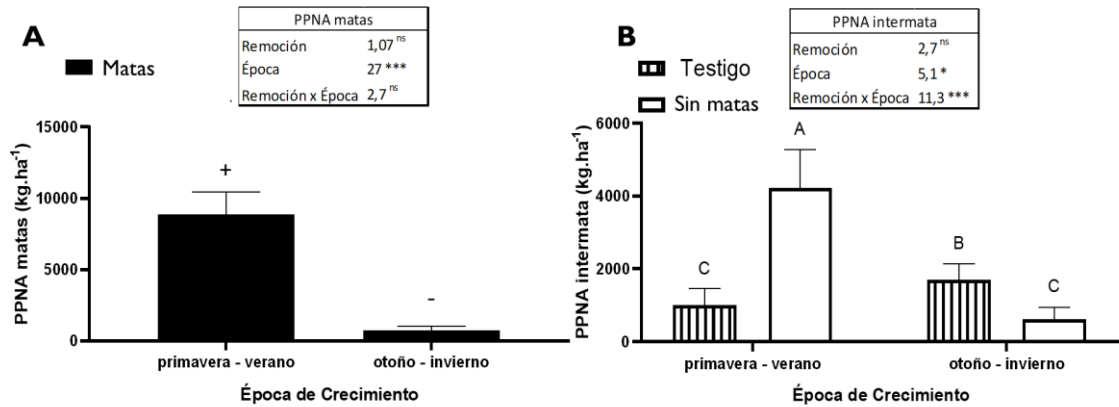 A
Matas
PPNA matas
Remoción 1,07 ns
Época 27 ***
Remoción x Época 2,7 ns
PPNA matas (kg.ha-1)
15000
10000
5000
0
+
-
primavera - verano
otoño - invierno
Época de Crecimiento
B
Testigo
Sin matas
PPNA intermata
Remoción 2,7 ns
Época 5,1 *
Remoción x Época 11,3 ***
PPNA intermata (kg.ha-1)
6000
4000
2000
0
C
A
B
C
primavera - verano
otoño - invierno
Época de Crecimiento